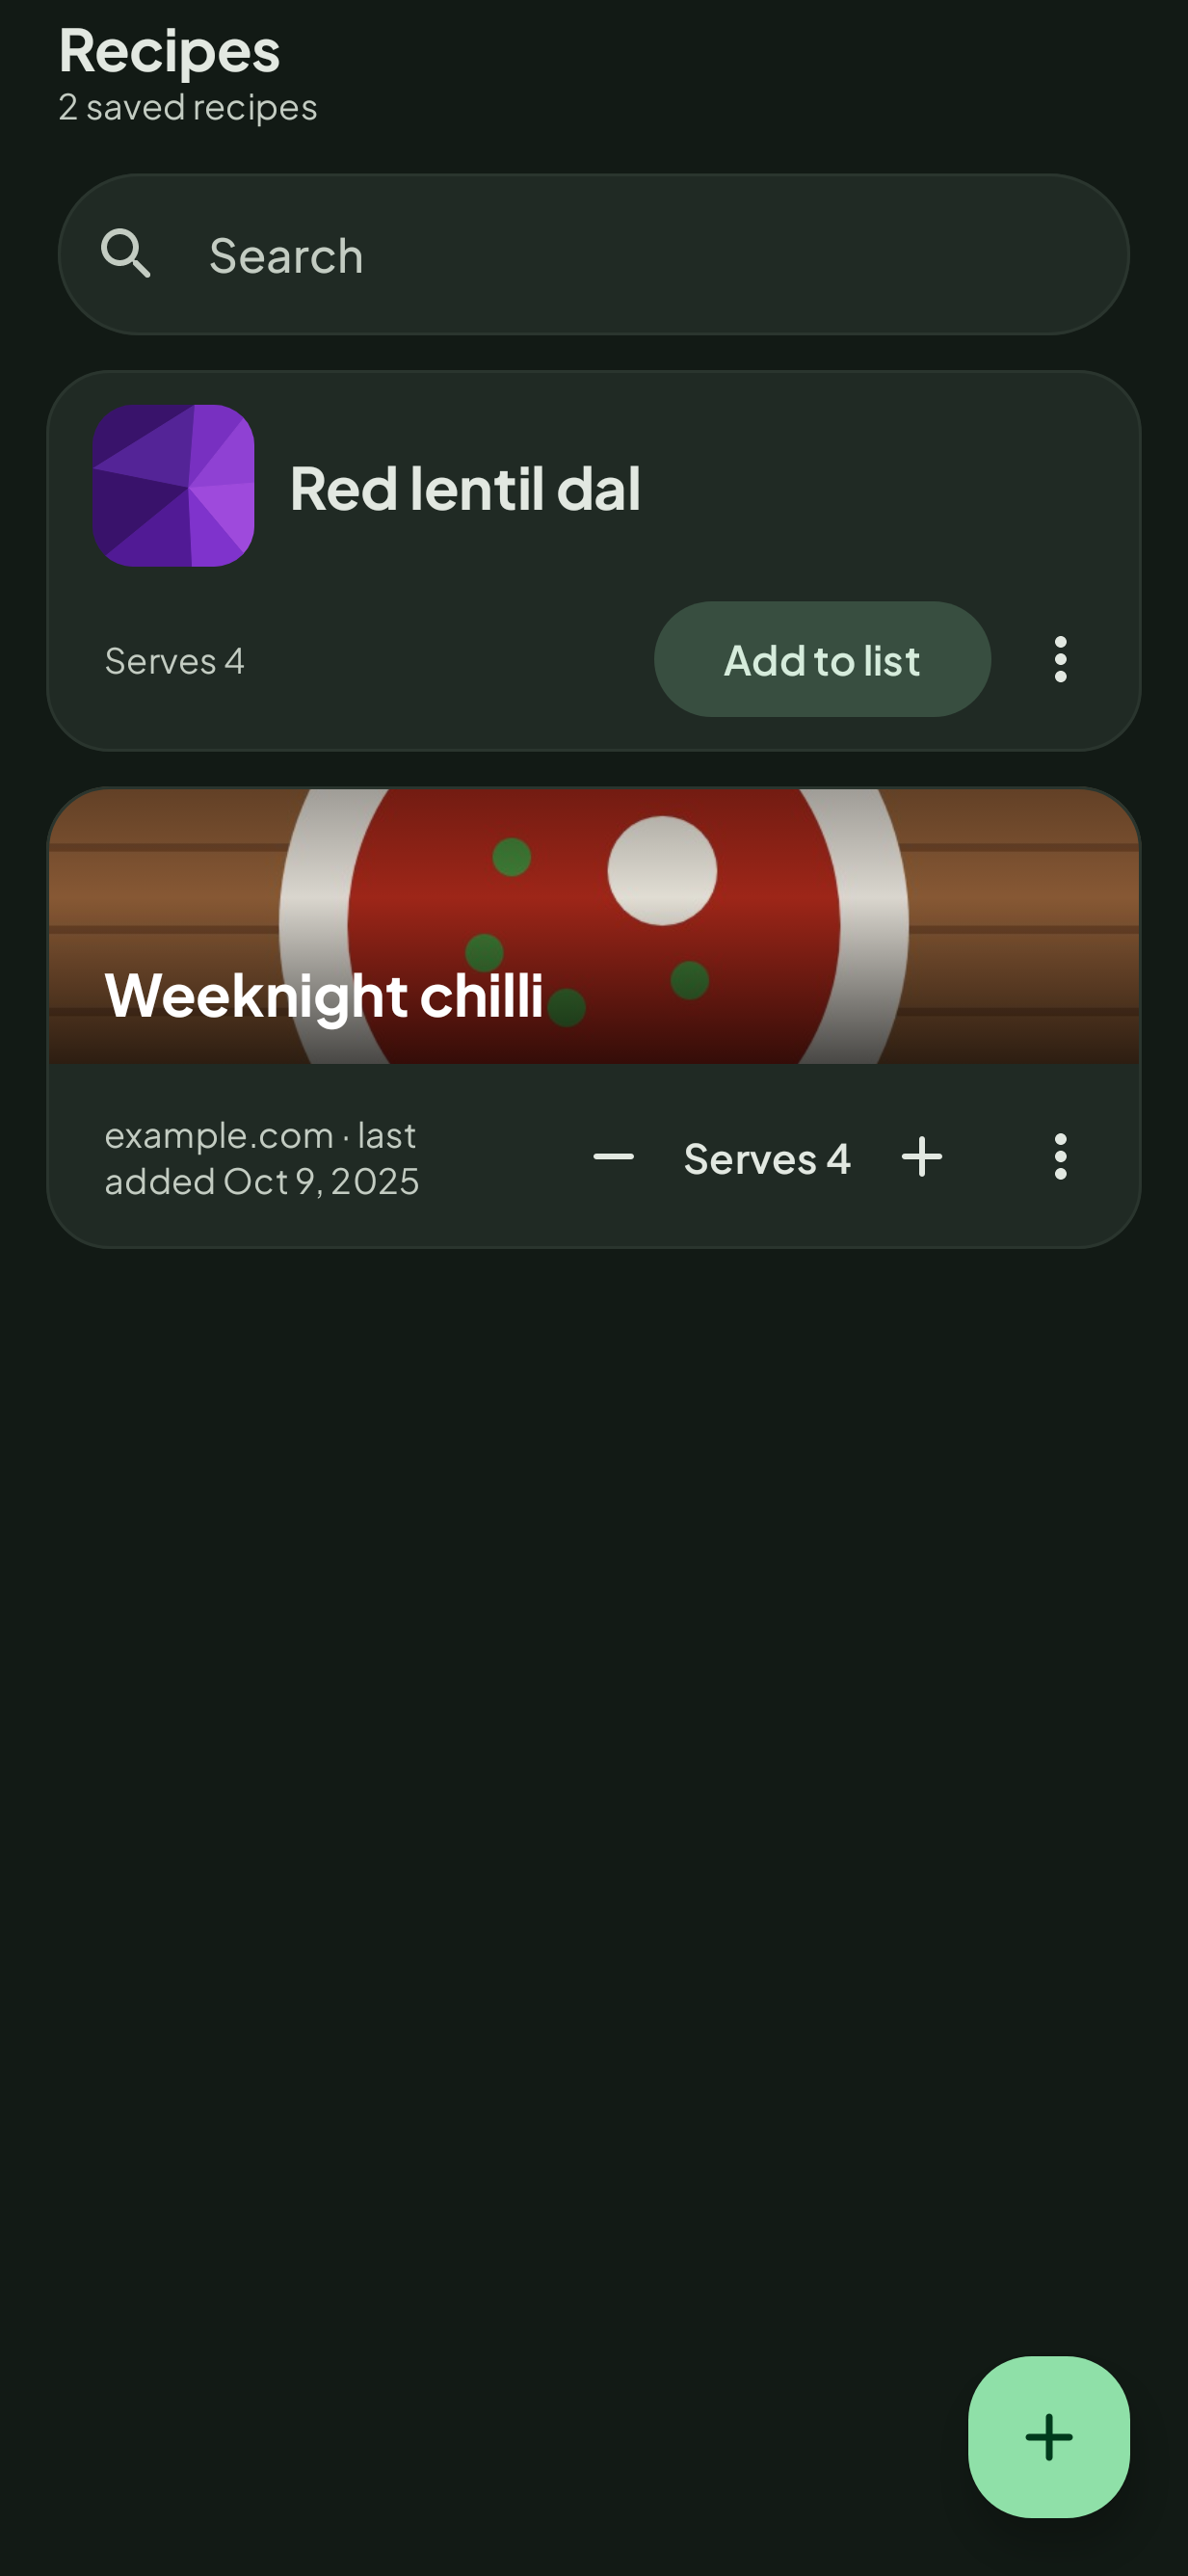 Recipes
2 saved recipes
Search
Red lentil dal
Serves 4
Add to list
Weeknight chilli
example.com · last
added Oct 9, 2025
Serves 4